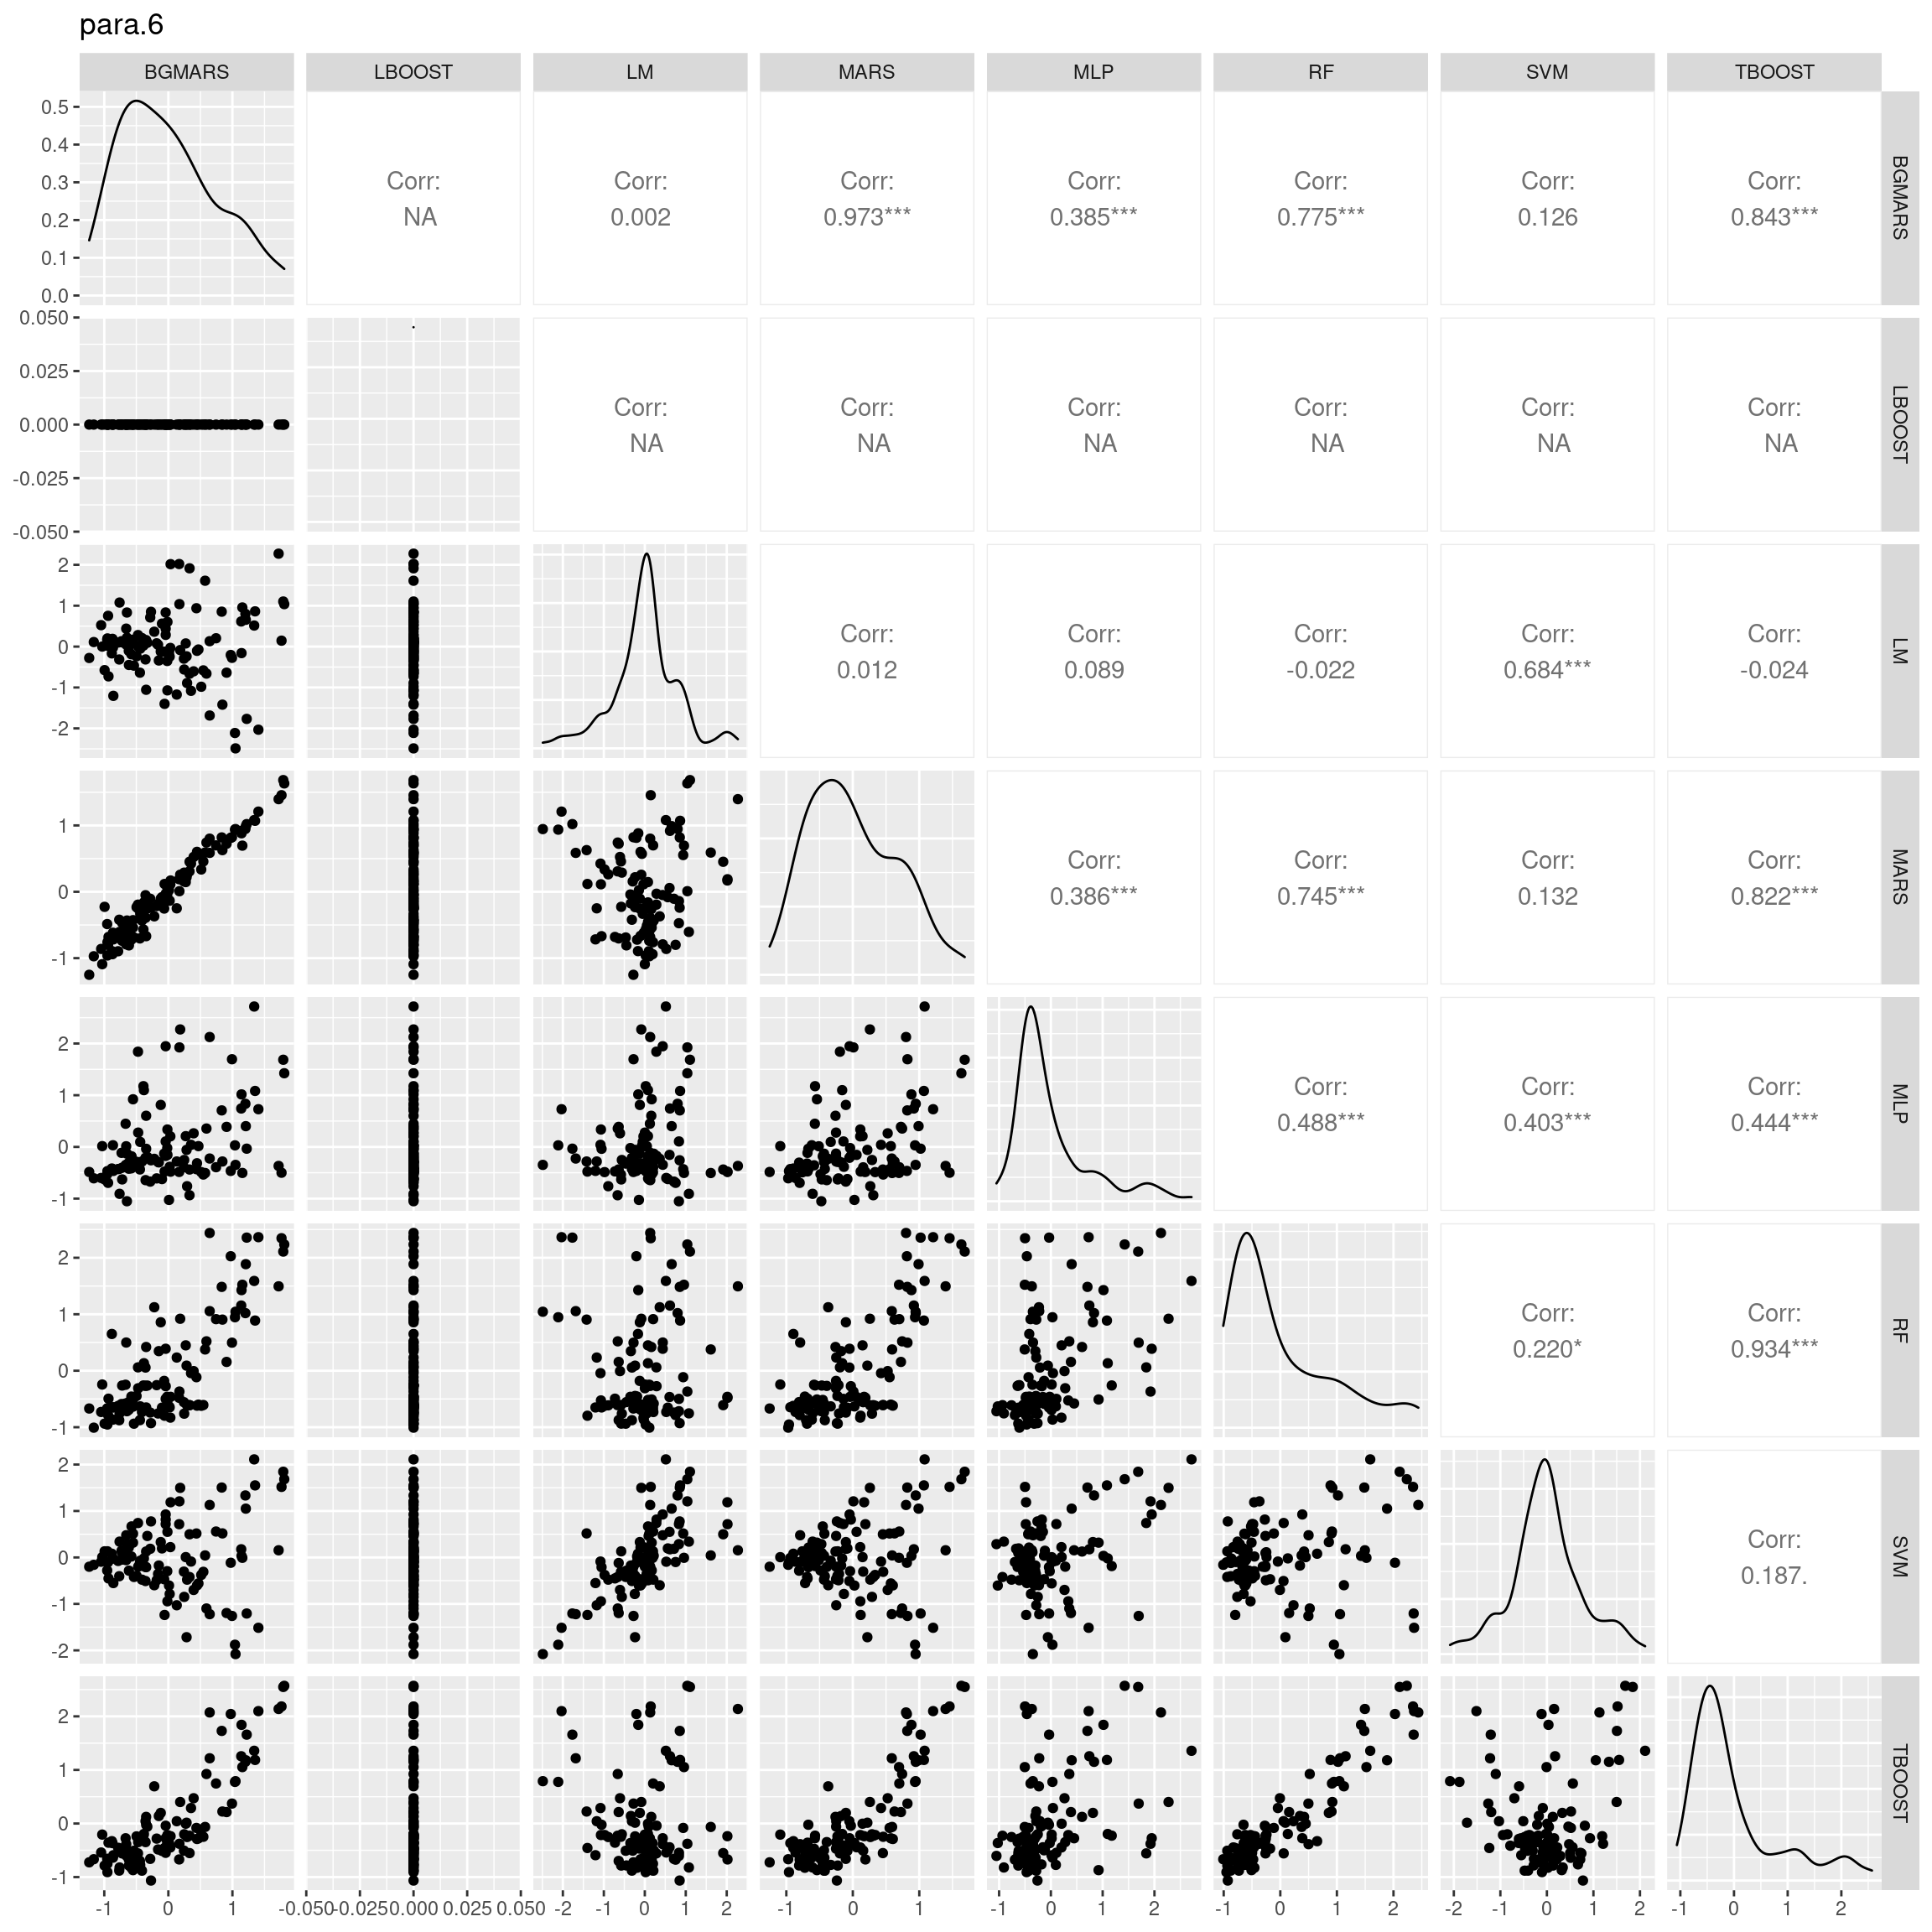 para.6
BGMARS LBOOST LM MARS MLP RF SVM TBOOST
0.5
0.4
0.3
0.2
0.1
0.0
Corr: Corr: Corr: Corr: Corr: Corr: Corr:
NA 0.002 0.973*** 0.385*** 0.775*** 0.126 0.843***
BGMARS
0.050
0.025
0.000
-0.025
-0.050
Corr: Corr: Corr: Corr: Corr: Corr:
NA NA NA NA NA NA
LBOOST
2
1
0
-1
-2
Corr: Corr: Corr: Corr: Corr:
0.012 0.089 -0.022 0.684*** -0.024
LM
1
0
-1
Corr: Corr: Corr: Corr:
0.386*** 0.745*** 0.132 0.822***
MARS
2
1
0
-1
Corr: Corr: Corr:
0.488*** 0.403*** 0.444***
MLP
2
1
0
-1
Corr: Corr:
0.220* 0.934***
RF
2
1
0
-1
-2
Corr:
0.187.
SVM
2
1
0
-1
TBOOST
-1 0 1 -0.050 -0.025 0.000 0.025 0.050 -2 -1 0 1 2 -1 0 1 -1 0 1 2 -1 0 1 2 -2 -1 0 1 2 -1 0 1 2